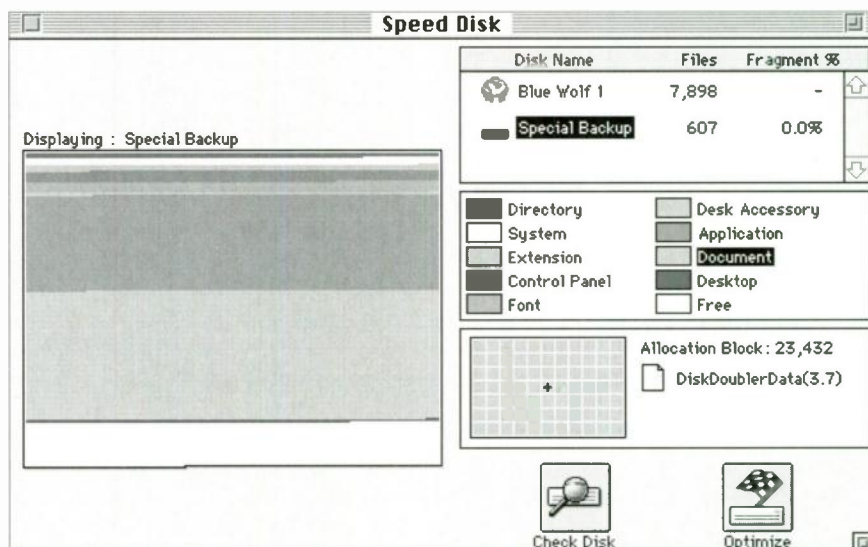 Speed Disk
Disk Name Files Fragment %
Blue Wolf 1 7,898 -
Special Backup 607 0.0%
Displaying : Special Backup
Directory Desk Accessory
System Application
Extension Document
Control Panel Desktop
Font Free
Allocation Block : 23,432
DiskDoublerData(3.7)
Check Disk Optimize